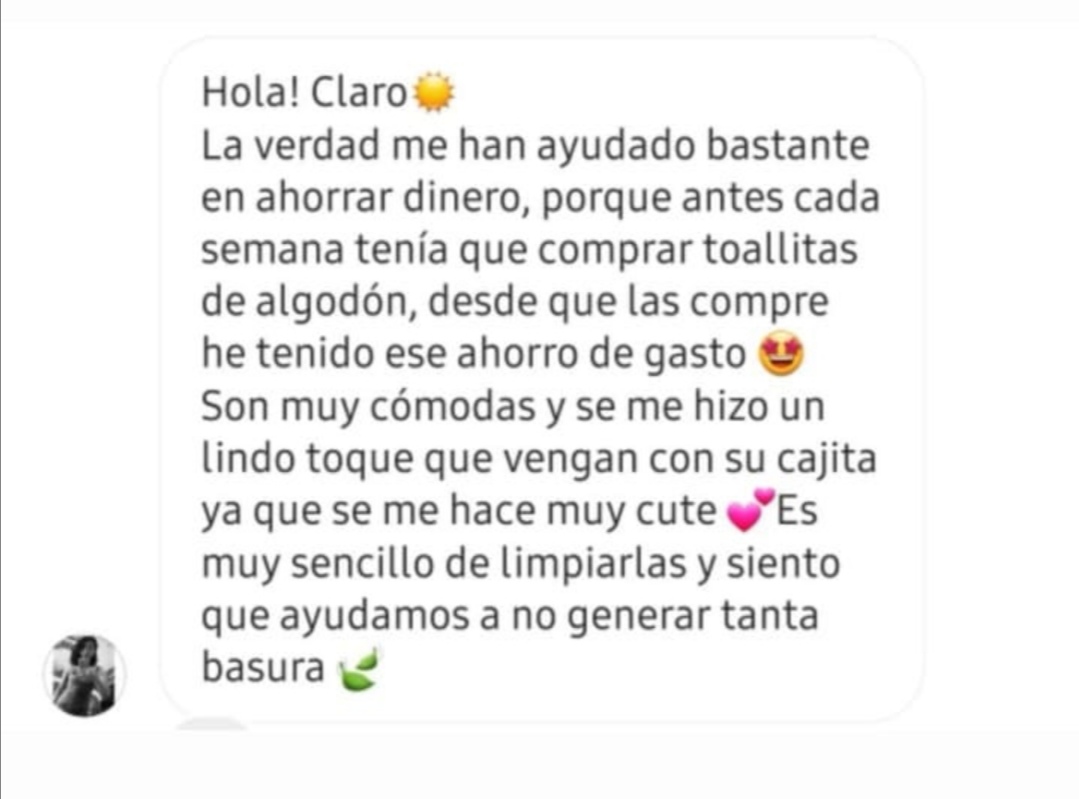 Hola! Claro☀️
La verdad me han ayudado bastante
en ahorrar dinero, porque antes cada
semana tenía que comprar toallitas
de algodón, desde que las compre
he tenido ese ahorro de gasto 🤩
Son muy cómodas y se me hizo un
lindo toque que vengan con su cajita
ya que se me hace muy cute 💕Es
muy sencillo de limpiarlas y siento
que ayudamos a no generar tanta
basura 🍃